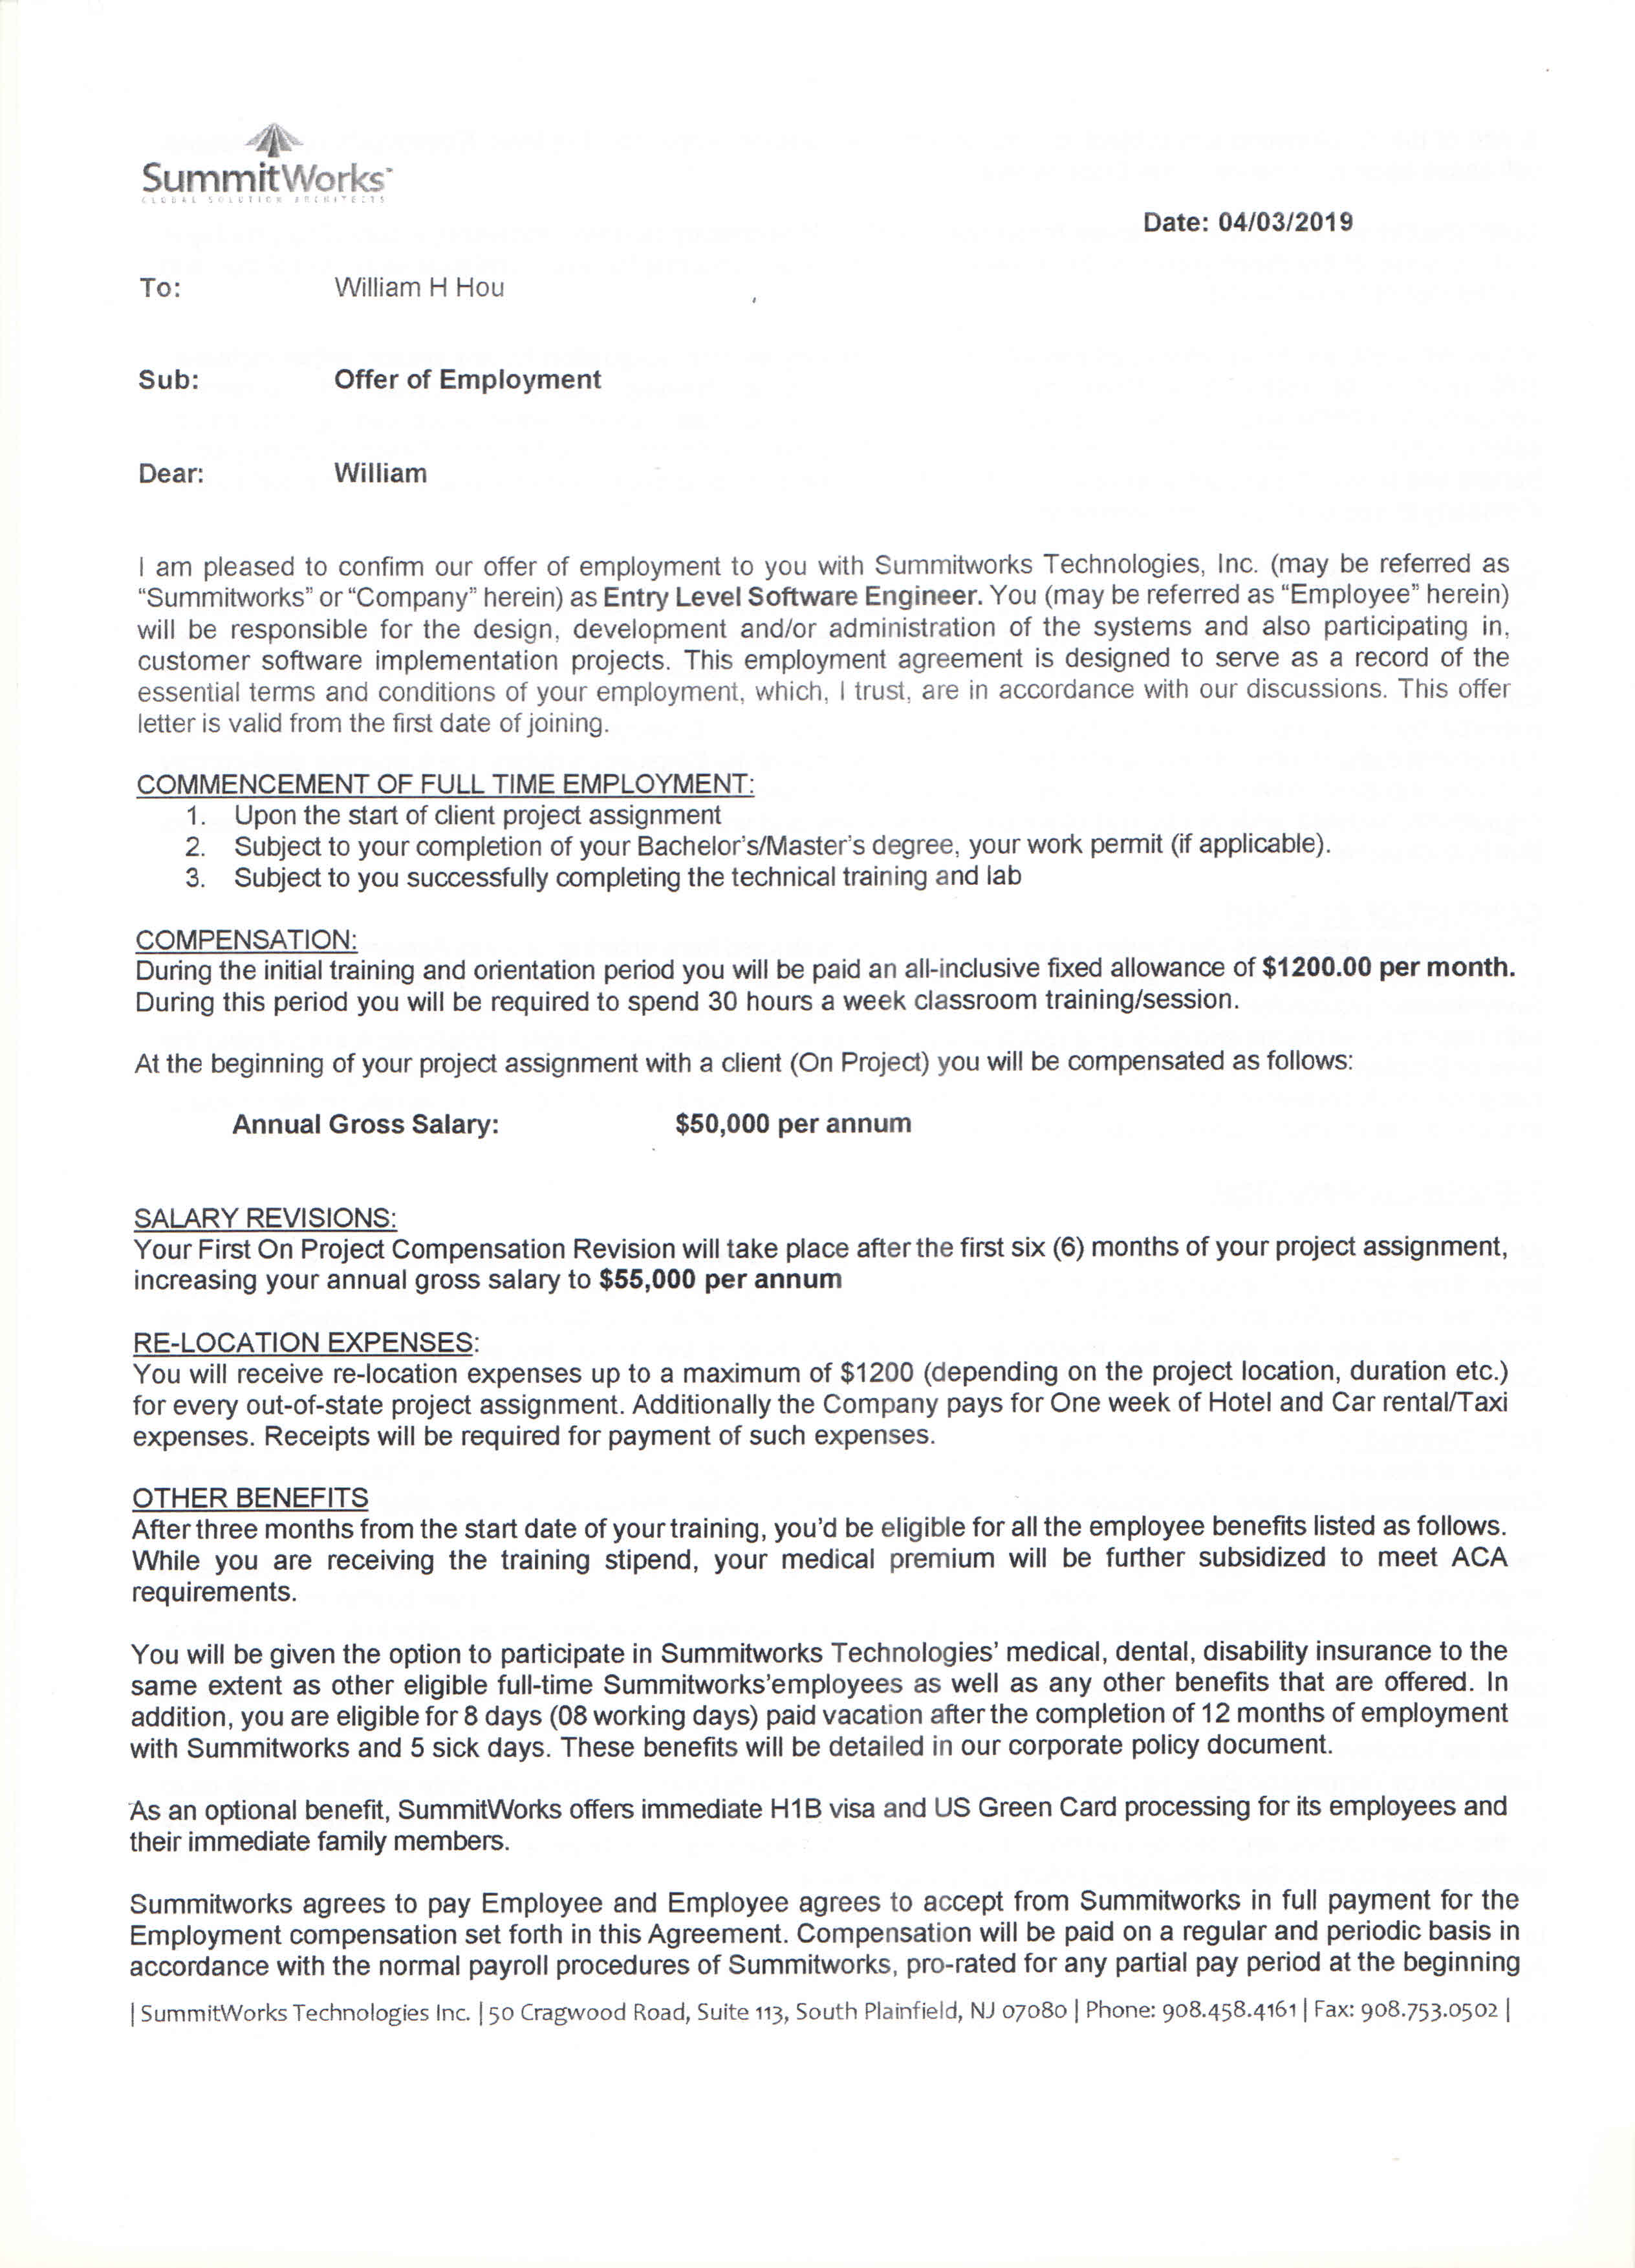 SummitWorks
GLOBAL SOLUTION ARCHITECTS
Date: 04/03/2019
To: William H Hou
Sub: Offer of Employment
Dear: William
I am pleased to confirm our offer of employment to you with Summitworks Technologies, Inc. (may be referred as
“Summitworks” or “Company” herein) as Entry Level Software Engineer. You (may be referred as “Employee” herein)
will be responsible for the design, development and/or administration of the systems and also participating in,
customer software implementation projects. This employment agreement is designed to serve as a record of the
essential terms and conditions of your employment, which, I trust, are in accordance with our discussions. This offer
letter is valid from the first date of joining.
COMMENCEMENT OF FULL TIME EMPLOYMENT:
1. Upon the start of client project assignment
2. Subject to your completion of your Bachelor's/Master's degree, your work permit (if applicable).
3. Subject to you successfully completing the technical training and lab
COMPENSATION:
During the initial training and orientation period you will be paid an all-inclusive fixed allowance of $1200.00 per month.
During this period you will be required to spend 30 hours a week classroom training/session.
At the beginning of your project assignment with a client (On Project) you will be compensated as follows:
Annual Gross Salary: $50,000 per annum
SALARY REVISIONS:
Your First On Project Compensation Revision will take place after the first six (6) months of your project assignment,
increasing your annual gross salary to $55,000 per annum
RE-LOCATION EXPENSES:
You will receive re-location expenses up to a maximum of $1200 (depending on the project location, duration etc.)
for every out-of-state project assignment. Additionally the Company pays for One week of Hotel and Car rental/Taxi
expenses. Receipts will be required for payment of such expenses.
OTHER BENEFITS
After three months from the start date of your training, you'd be eligible for all the employee benefits listed as follows.
While you are receiving the training stipend, your medical premium will be further subsidized to meet ACA
requirements.
You will be given the option to participate in Summitworks Technologies' medical, dental, disability insurance to the
same extent as other eligible full-time Summitworks'employees as well as any other benefits that are offered. In
addition, you are eligible for 8 days (08 working days) paid vacation after the completion of 12 months of employment
with Summitworks and 5 sick days. These benefits will be detailed in our corporate policy document.
As an optional benefit, SummitWorks offers immediate H1B visa and US Green Card processing for its employees and
their immediate family members.
Summitworks agrees to pay Employee and Employee agrees to accept from Summitworks in full payment for the
Employment compensation set forth in this Agreement. Compensation will be paid on a regular and periodic basis in
accordance with the normal payroll procedures of Summitworks, pro-rated for any partial pay period at the beginning
| SummitWorks Technologies Inc. | 50 Cragwood Road, Suite 113, South Plainfield, NJ 07080 | Phone: 908.458.4161 | Fax: 908.753.0502 |